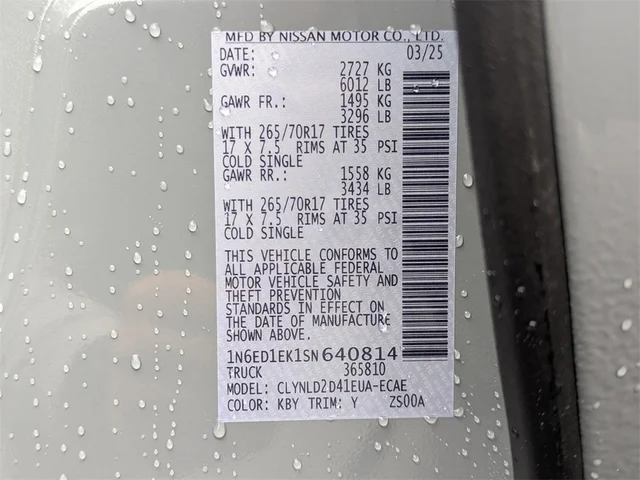 MFD BY NISSAN MOTOR CO., LTD.
DATE: 03/25
GVWR: 2727 KG
6012 LB
GAWR FR.: 1495 KG
3296 LB
WITH 265/70R17 TIRES
17 X 7.5 RIMS AT 35 PSI
COLD SINGLE
GAWR RR.: 1558 KG
3434 LB
WITH 265/70R17 TIRES
17 X 7.5 RIMS AT 35 PSI
COLD SINGLE
THIS VEHICLE CONFORMS TO
ALL APPLICABLE FEDERAL
MOTOR VEHICLE SAFETY AND
THEFT PREVENTION
STANDARDS IN EFFECT ON
THE DATE OF MANUFACTURE
SHOWN ABOVE.
1N6ED1EK1SN640814
TRUCK 365810
MODEL: CLYNLD2D41EUA-ECAE
COLOR: KBY TRIM: Y ZS00A